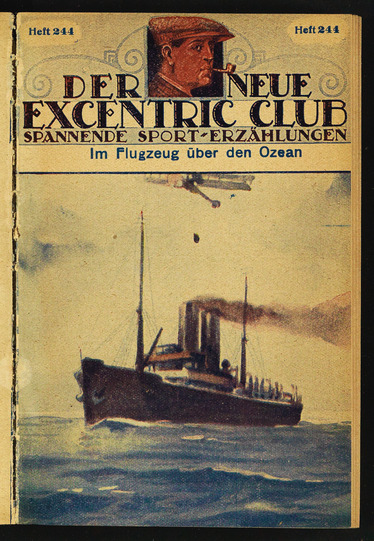 Heft 244
Heft 244
DER NEUE
EXCENTRIC CLUB
SPANNENDE SPORT-ERZÄHLUNGEN
Im Flugzeug über den Ozean